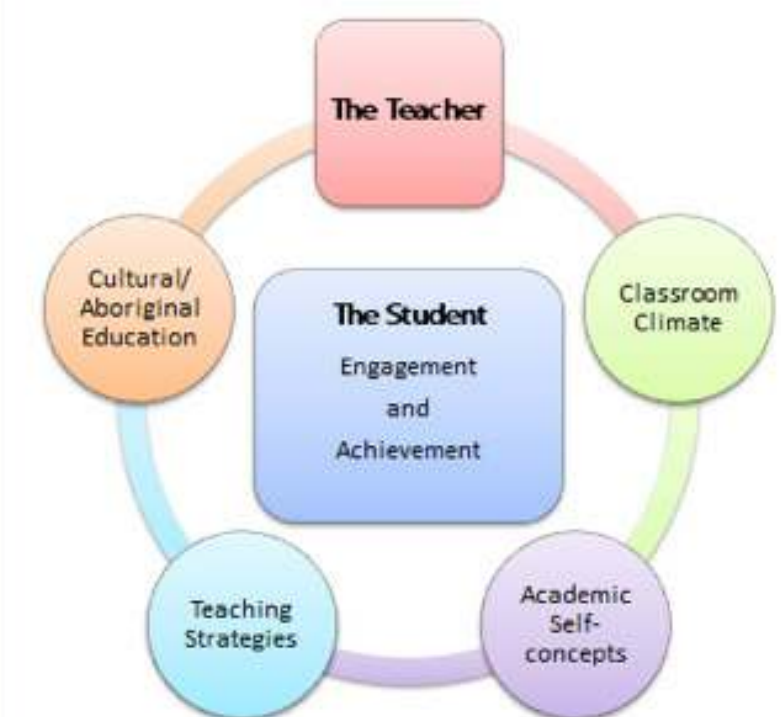 The Teacher
Cultural/
Aboriginal
Education
Classroom
Climate
The Student
Engagement
and
Achievement
Teaching
Strategies
Academic
Self-
concepts